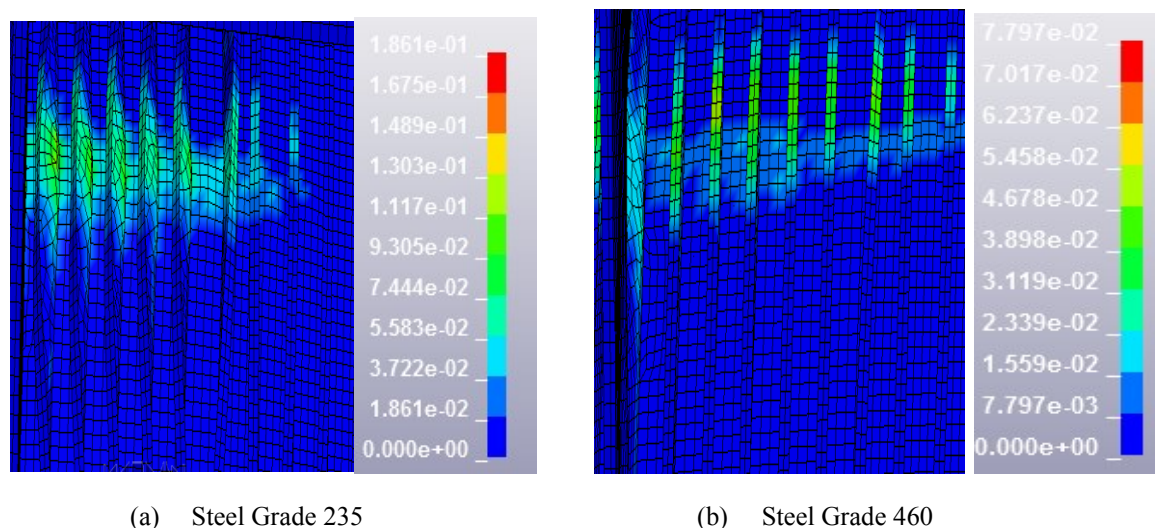 1.861e-01
1.675e-01
1.489e-01
1.303e-01
1.117e-01
9.305e-02
7.444e-02
5.583e-02
3.722e-02
1.861e-02
0.000e+00
7.797e-02
7.017e-02
6.237e-02
5.458e-02
4.678e-02
3.898e-02
3.119e-02
2.339e-02
1.559e-02
7.797e-03
0.000e+00
(a) Steel Grade 235
(b) Steel Grade 460